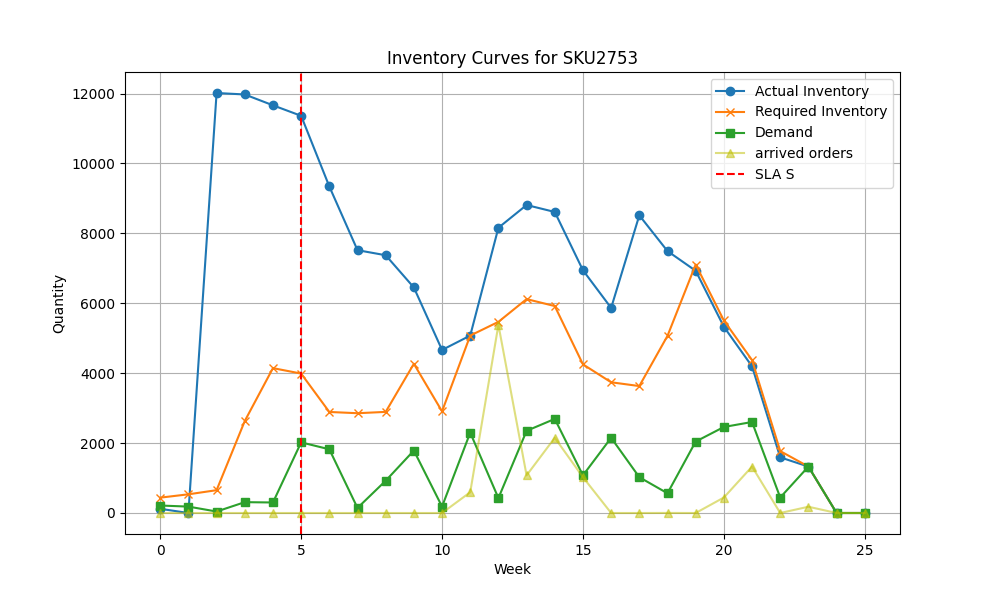 Inventory Curves for SKU2753
Actual Inventory
Required Inventory
Demand
arrived orders
SLA S
Quantity
12000
10000
8000
6000
4000
2000
0
0 5 10 15 20 25
Week